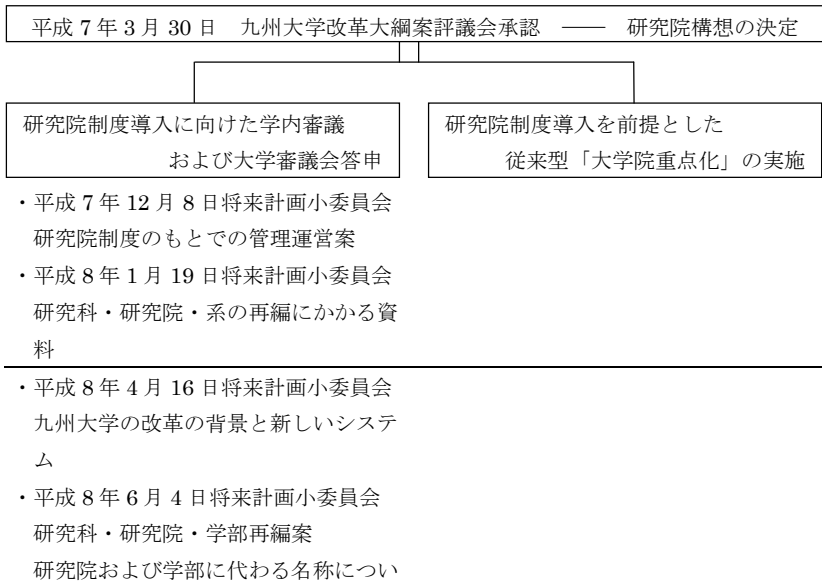 平成 7 年 3 月 30 日　九州大学改革大綱案評議会承認　――　研究院構想の決定
研究院制度導入に向けた学内審議
および大学審議会答申
研究院制度導入を前提とした
従来型「大学院重点化」の実施
・平成 7 年 12 月 8 日将来計画小委員会
研究院制度のもとでの管理運営案
・平成 8 年 1 月 19 日将来計画小委員会
研究科・研究院・系の再編にかかる資
料
・平成 8 年 4 月 16 日将来計画小委員会
九州大学の改革の背景と新しいシステ
ム
・平成 8 年 6 月 4 日将来計画小委員会
研究科・研究院・学部再編案
研究院および学部に代わる名称につい